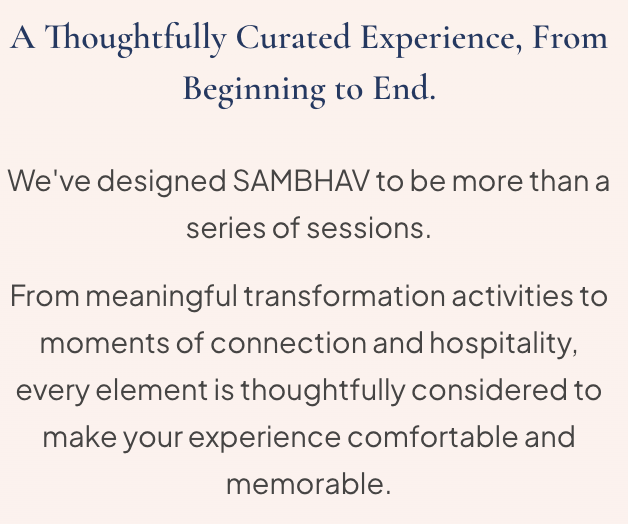 A Thoughtfully Curated Experience, From
Beginning to End.
We've designed SAMBHAV to be more than a
series of sessions.
From meaningful transformation activities to
moments of connection and hospitality,
every element is thoughtfully considered to
make your experience comfortable and
memorable.